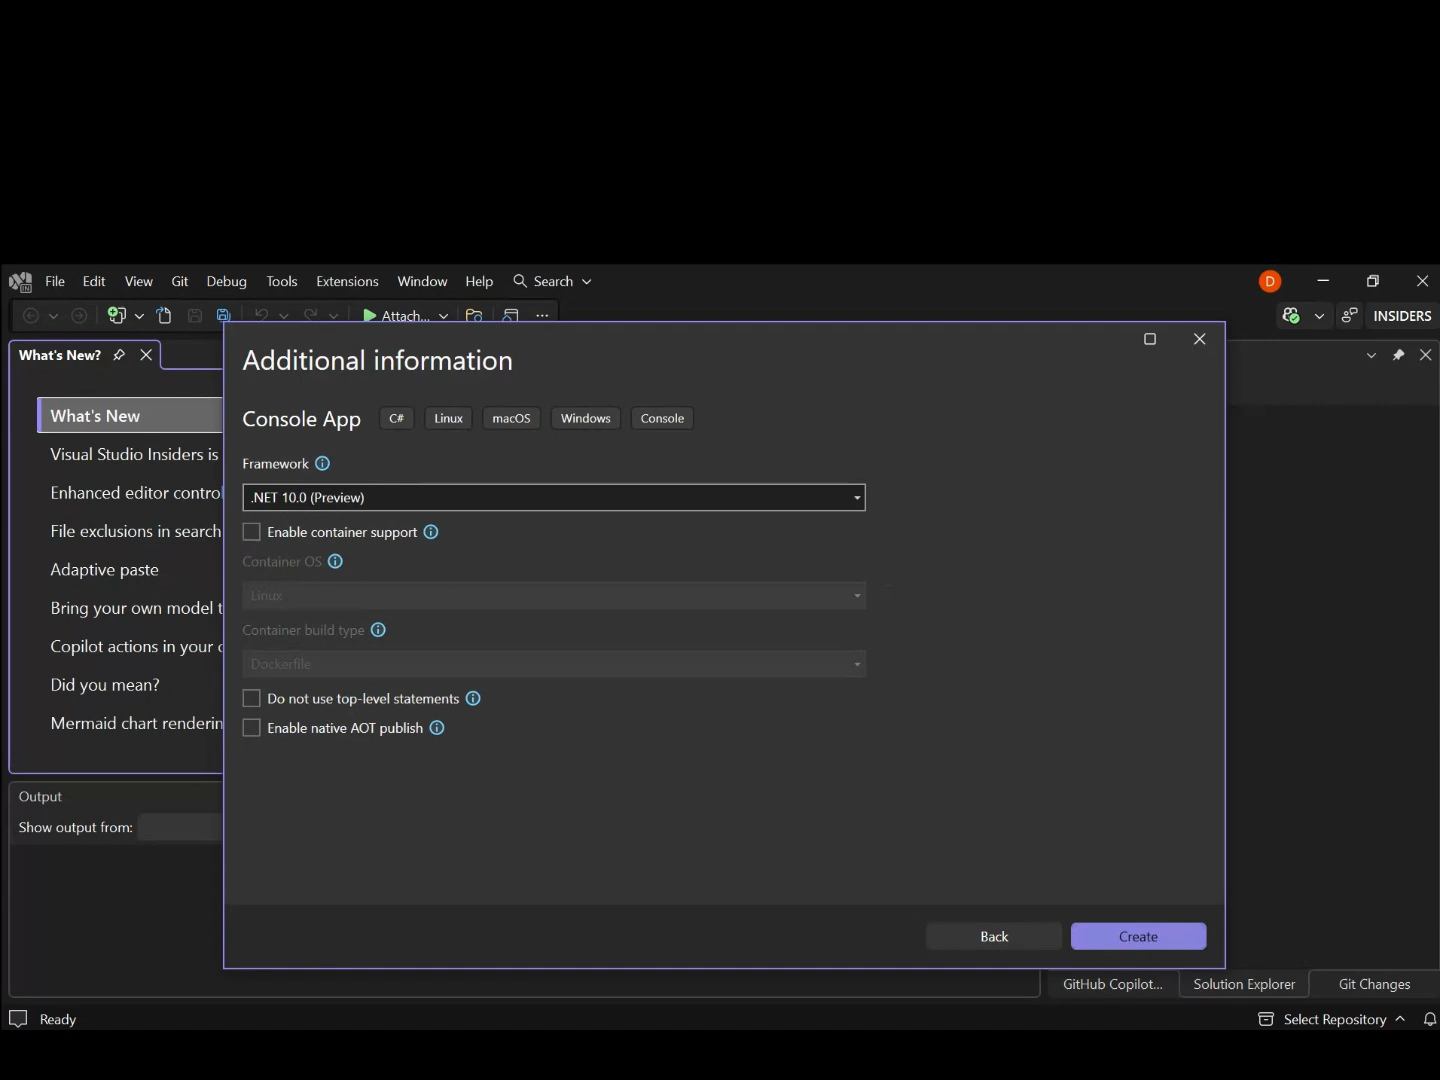 File Edit View Git Debug Tools Extensions Window Help Search D
Attach... INSIDERS
What's New?
What's New
Visual Studio Insiders is
Enhanced editor contro
File exclusions in search
Adaptive paste
Bring your own model t
Copilot actions in your
Did you mean?
Mermaid chart renderin
Output
Show output from:
Additional information
Console App C# Linux macOS Windows Console
Framework
.NET 10.0 (Preview)
Enable container support
Container OS
Linux
Container build type
Dockerfile
Do not use top-level statements
Enable native AOT publish
Back Create
GitHub Copilot... Solution Explorer Git Changes
Ready Select Repository